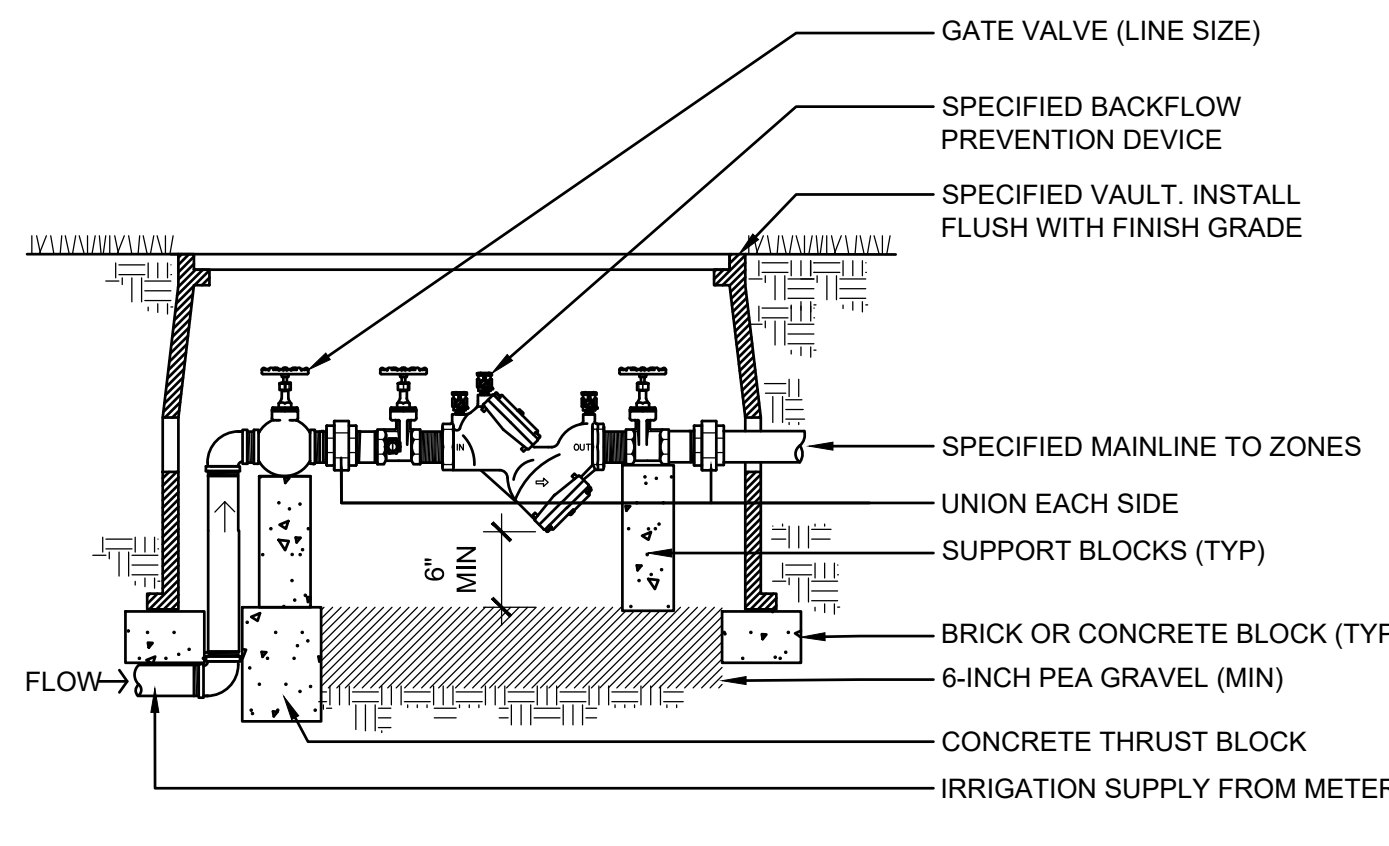 GATE VALVE (LINE SIZE)
SPECIFIED BACKFLOW
PREVENTION DEVICE
SPECIFIED VAULT. INSTALL
FLUSH WITH FINISH GRADE
IN
OUT
SPECIFIED MAINLINE TO ZONES
UNION EACH SIDE
SUPPORT BLOCKS (TYP)
6"
MIN
BRICK OR CONCRETE BLOCK (TYP
FLOW
6-INCH PEA GRAVEL (MIN)
CONCRETE THRUST BLOCK
IRRIGATION SUPPLY FROM METER